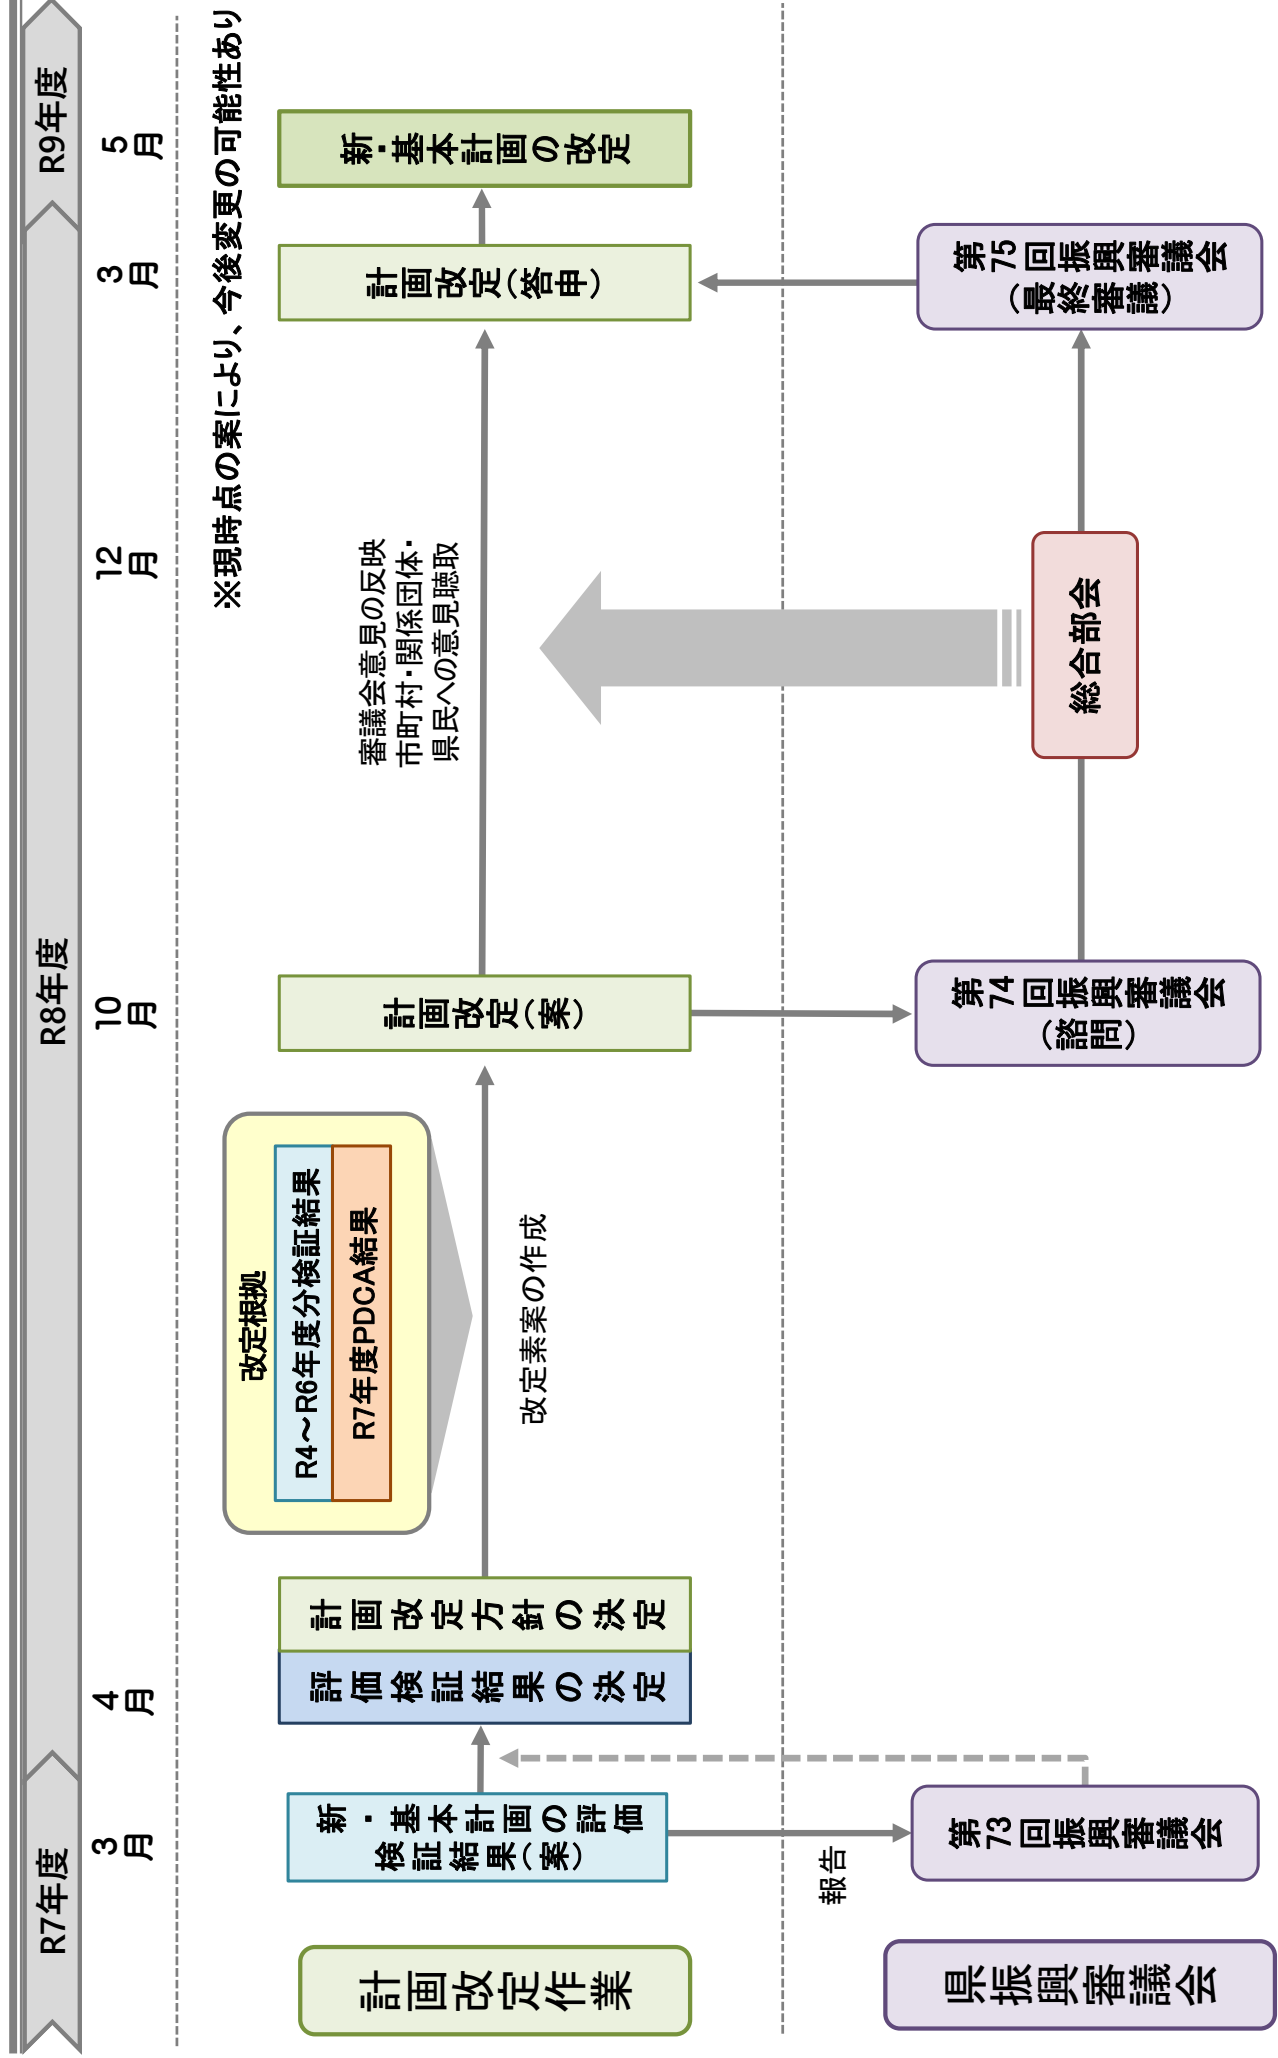 R7年度
R8年度
R9年度
3月
4月
10月
12月
3月
5月
※現時点の案により、今後変更の可能性あり
計画改定作業
新・基本計画の評価
検証結果(案)
評価検証結果の決定
計画改定方針の決定
改定根拠
R4～R6年度分検証結果
R7年度PDCA結果
改定素案の作成
計画改定(案)
審議会意見の反映
市町村・関係団体・
県民への意見聴取
計画改定(答申)
新・基本計画の改定
県振興審議会
報告
第73回振興審議会
第74回振興審議会
(諮問)
総合部会
第75回振興審議会
(最終審議)